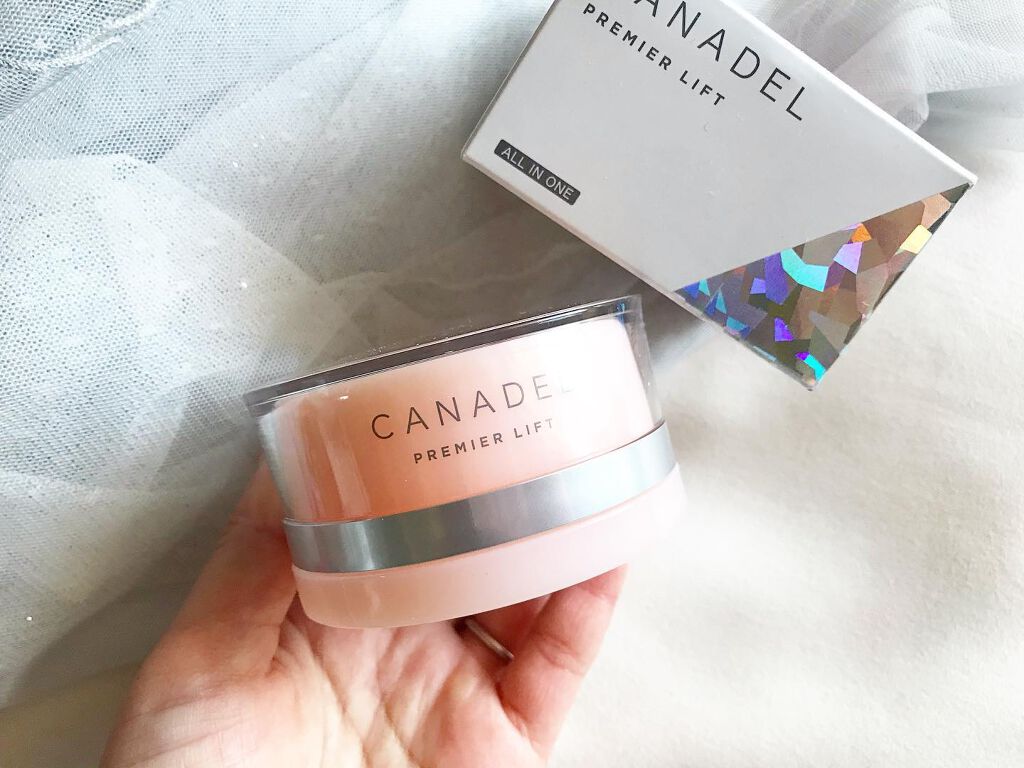 CANADEL
PREMIER LIFT
ALL IN ONE
CANADEL
PREMIER LIFT